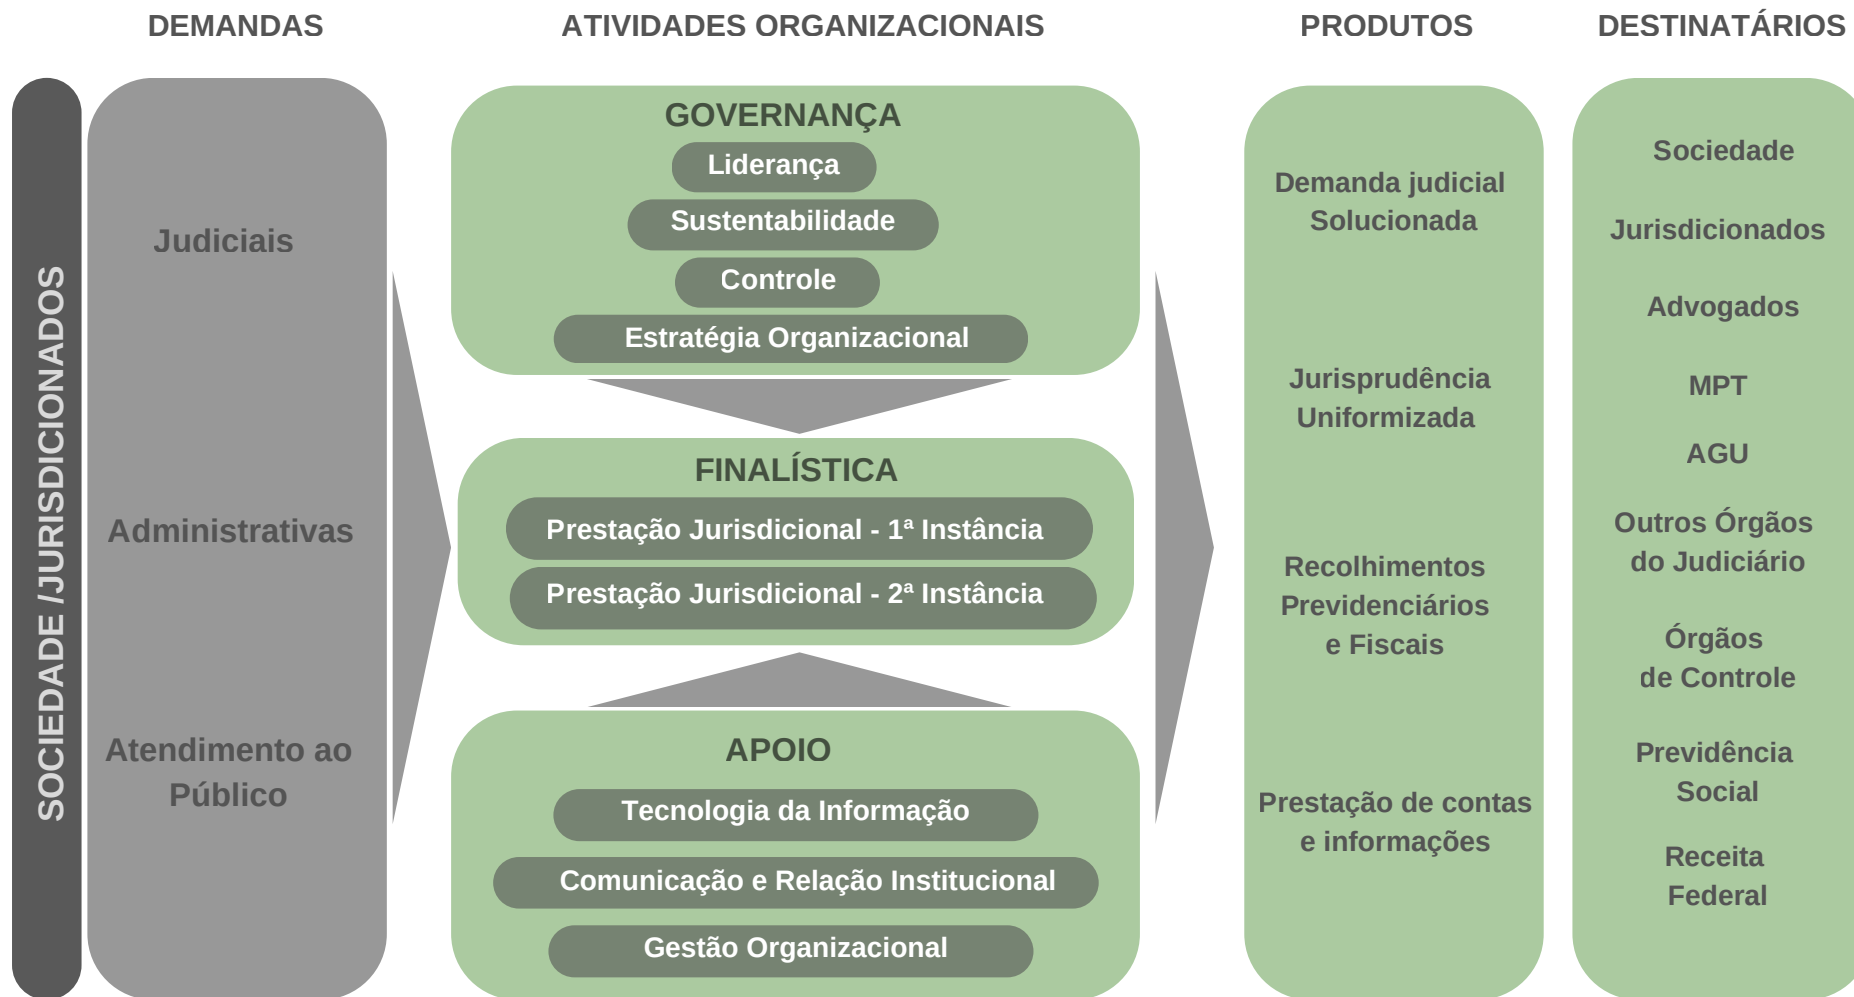 DEMANDAS
ATIVIDADES ORGANIZACIONAIS
PRODUTOS
DESTINATÁRIOS
SOCIEDADE /JURISDICIONADOS
Judiciais
Administrativas
Atendimento ao
Público
GOVERNANÇA
Liderança
Sustentabilidade
Controle
Estratégia Organizacional
FINALÍSTICA
Prestação Jurisdicional - 1ª Instância
Prestação Jurisdicional - 2ª Instância
APOIO
Tecnologia da Informação
Comunicação e Relação Institucional
Gestão Organizacional
Demanda judicial
Solucionada
Jurisprudência
Uniformizada
Recolhimentos
Previdenciários
e Fiscais
Prestação de contas
e informações
Sociedade
Jurisdicionados
Advogados
MPT
AGU
Outros Órgãos
do Judiciário
Órgãos
de Controle
Previdência
Social
Receita
Federal